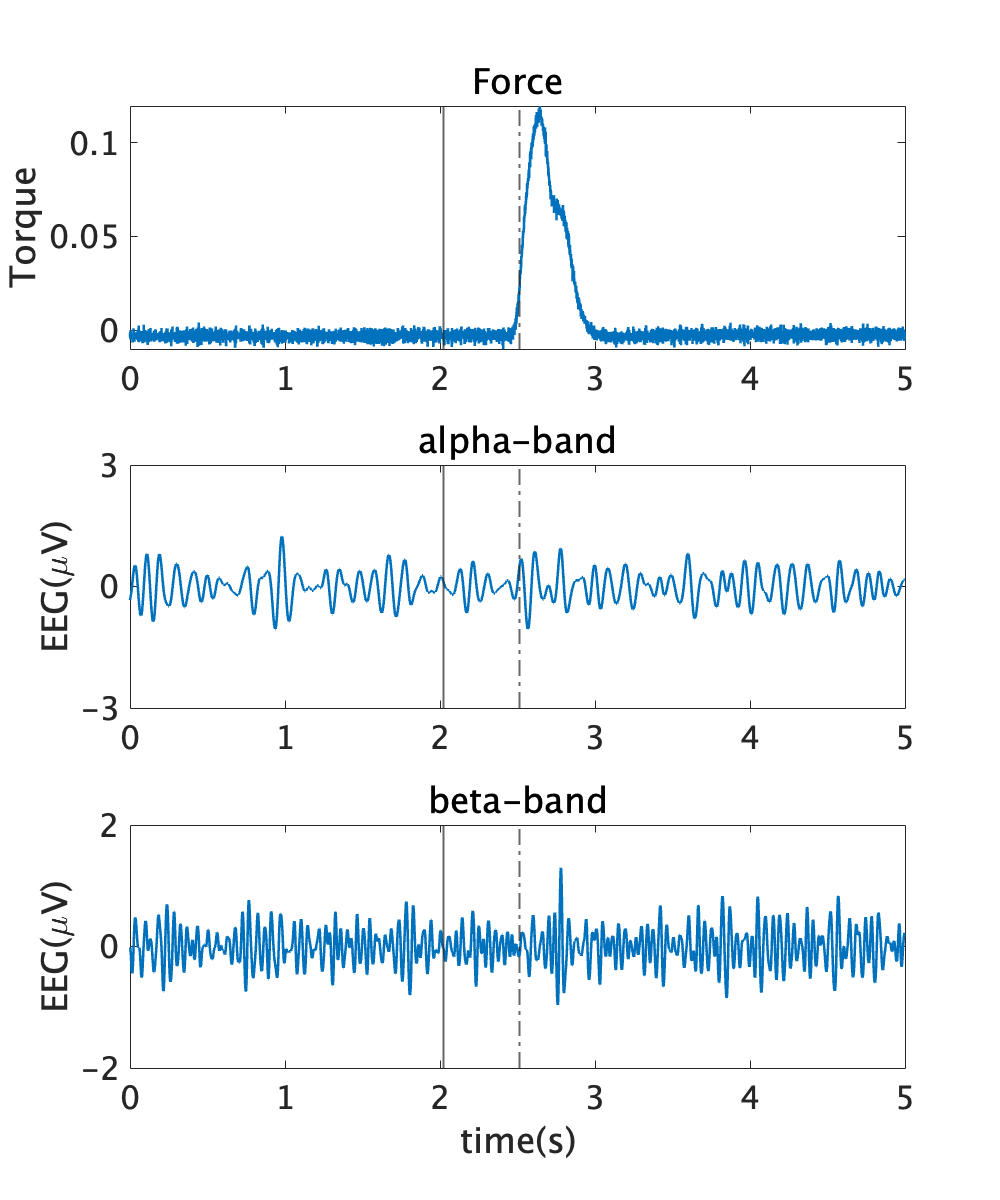 Force
Torque
0.1
0.05
0
0 1 2 3 4 5
alpha-band
EEG(μV)
3
0
−3
0 1 2 3 4 5
beta-band
EEG(μV)
2
0
−2
0 1 2 3 4 5
time(s)